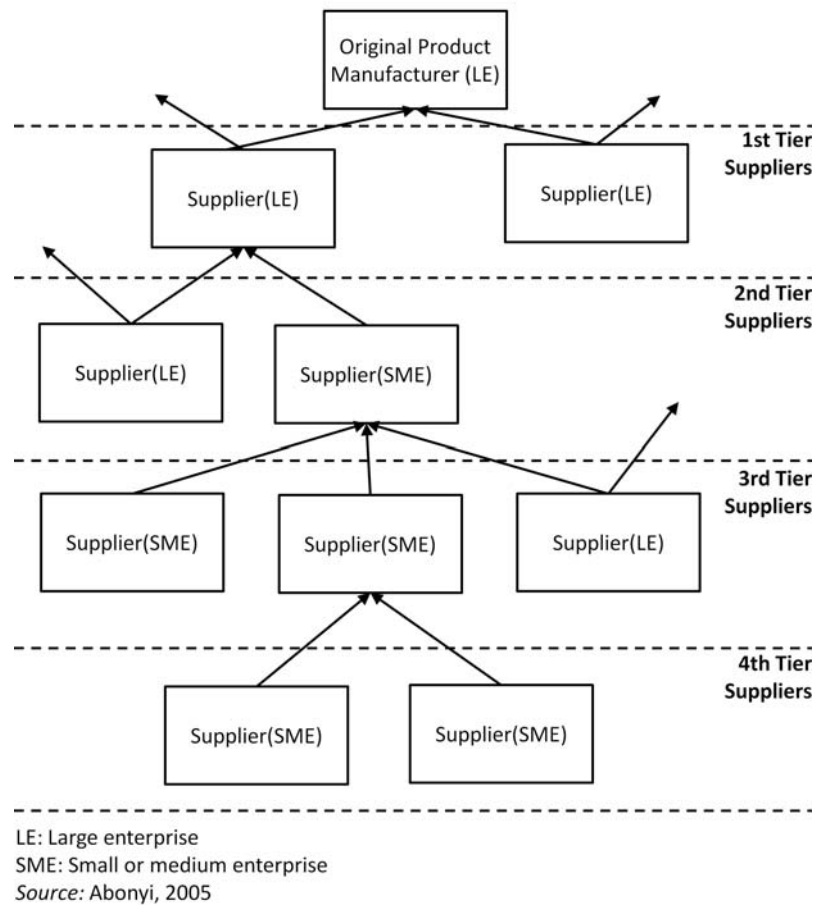 Original Product
Manufacturer (LE)
1st Tier
Suppliers
Supplier(LE)
Supplier(LE)
2nd Tier
Suppliers
Supplier(LE)
Supplier(SME)
3rd Tier
Suppliers
Supplier(SME)
Supplier(SME)
Supplier(LE)
4th Tier
Suppliers
Supplier(SME)
Supplier(SME)
LE: Large enterprise
SME: Small or medium enterprise
Source: Abonyi, 2005